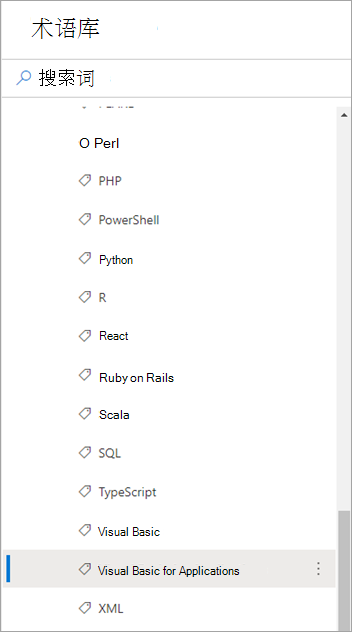 术语库
搜索词
O Perl
PHP
PowerShell
Python
R
React
Ruby on Rails
Scala
SQL
TypeScript
Visual Basic
Visual Basic for Applications
XML